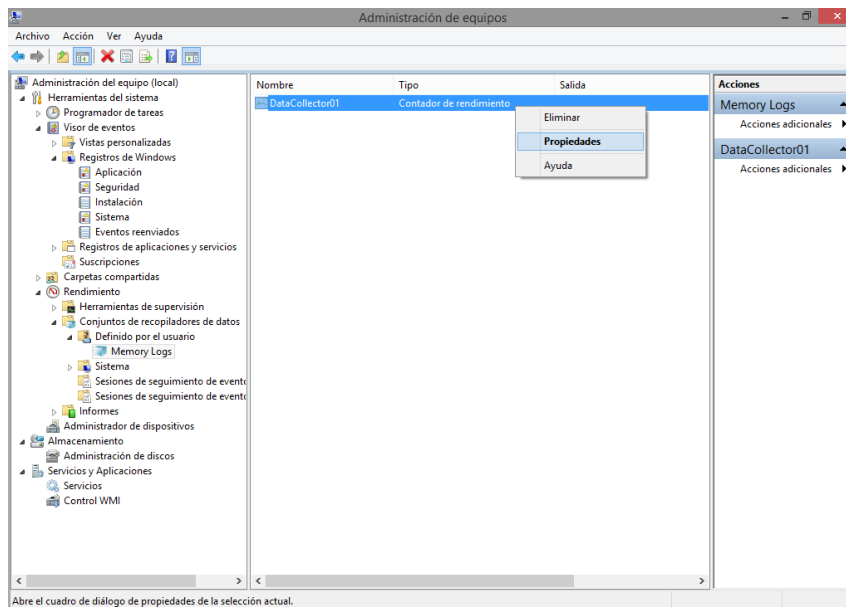 Administración de equipos
Archivo Acción Ver Ayuda
Administración del equipo (local)
Herramientas del sistema
Programador de tareas
Visor de eventos
Vistas personalizadas
Registros de Windows
Aplicación
Seguridad
Instalación
Sistema
Eventos reenviados
Registros de aplicaciones y servicios
Suscripciones
Carpetas compartidas
Rendimiento
Herramientas de supervisión
Conjuntos de recopiladores de datos
Definido por el usuario
Memory Logs
Sistema
Sesiones de seguimiento de evento
Sesiones de seguimiento de evento
Informes
Administrador de dispositivos
Almacenamiento
Administración de discos
Servicios y Aplicaciones
Servicios
Control WMI
Nombre Tipo Salida
DataCollector01 Contador de rendimiento
Eliminar
Propiedades
Ayuda
Acciones
Memory Logs
Acciones adicionales
DataCollector01
Acciones adicionales
Abre el cuadro de diálogo de propiedades de la selección actual.